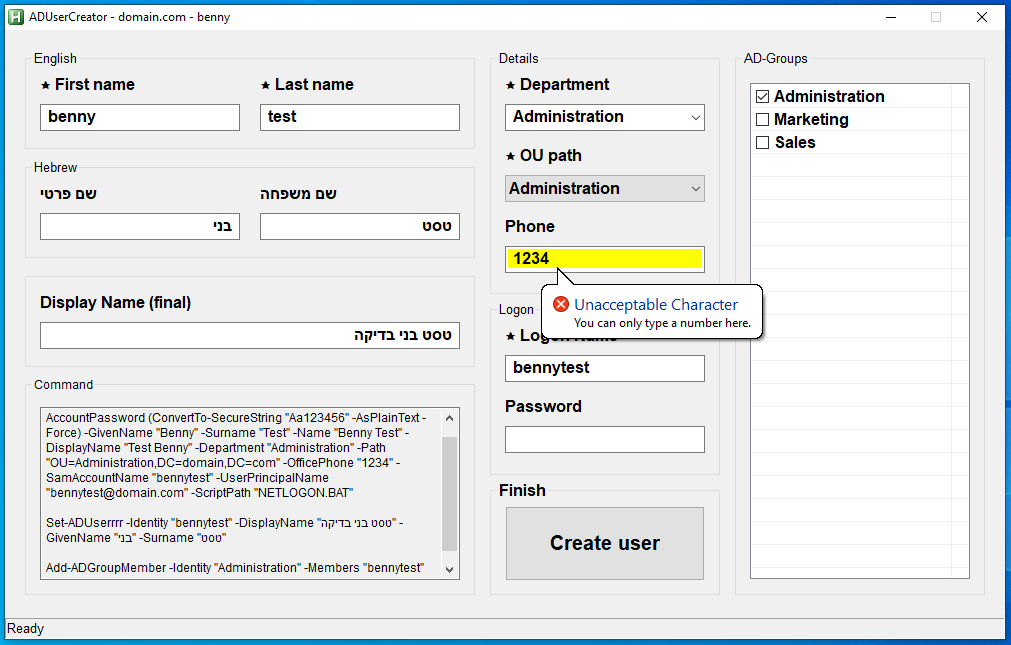 ADUserCreator - domain.com - benny
English
★ First name
★ Last name
benny
test
Hebrew
שם פרטי
שם משפחה
בני
טסט
Display Name (final)
טסט בני בדיקה
Command
AccountPassword (ConvertTo-SecureString "Aa123456" -AsPlainText -
Force) -GivenName "Benny" -Surname "Test" -Name "Benny Test" -
DisplayName "Test Benny" -Department "Administration" -Path
"OU=Administration,DC=domain,DC=com" -OfficePhone "1234" -
SamAccountName "bennytest" -UserPrincipalName
"bennytest@domain.com" -ScriptPath "NETLOGON.BAT"
Set-ADUserrrr -Identity "bennytest" -DisplayName "טסט בני בדיקה" -
GivenName "בני" -Surname "טסט"
Add-ADGroupMember -Identity "Administration" -Members "bennytest"
Details
★ Department
Administration
★ OU path
Administration
Phone
1234
Unacceptable Character
You can only type a number here.
Logon
★ Logon Name
bennytest
Password
Finish
Create user
AD-Groups
Administration
Marketing
Sales
Ready